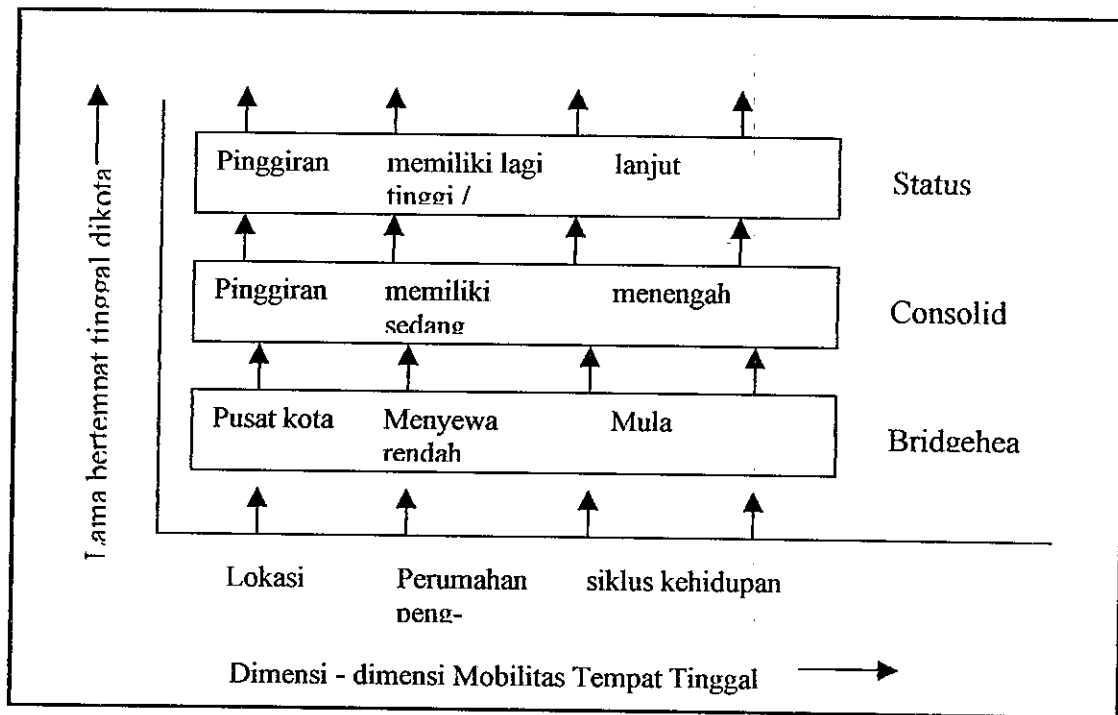 Lama bertempat tinggal dikota
Pinggiran memiliki lagi lanjut
tinggi /
Status
Pinggiran memiliki menengah
sedang
Consolid
Pusat kota Menyewa Mula
rendah
Bridgehea
Lokasi Perumahan siklus kehidupan
peng-
Dimensi - dimensi Mobilitas Tempat Tinggal